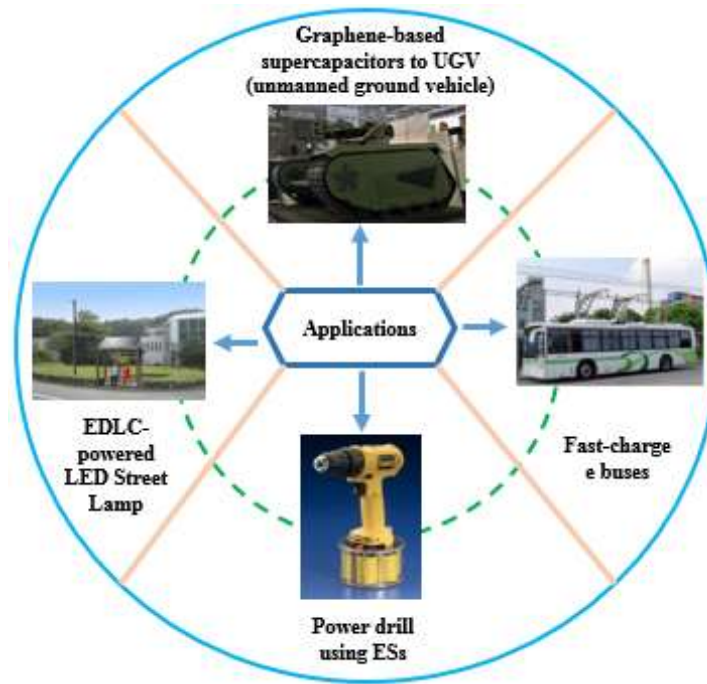 Graphene-based
supercapacitors to UGV
(unmanned ground vehicle)
Applications
EDLC-
powered
LED Street
Lamp
Fast-charge
e buses
Power drill
using ESs